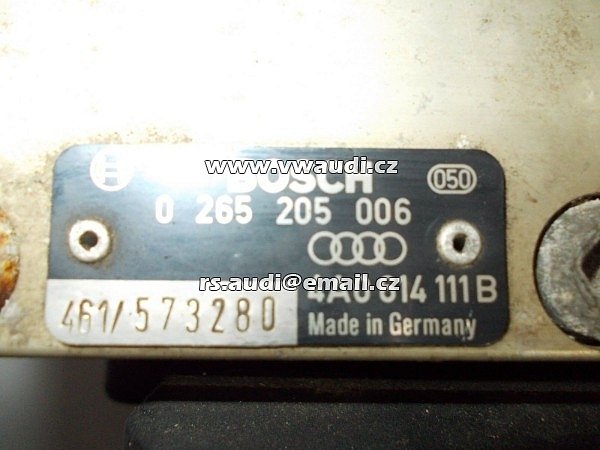 www.vwaudi.cz
BOSCH
050
0 265 205 006
rs.audi@email.cz
4A0 614 111 B
461/573280
Made in Germany